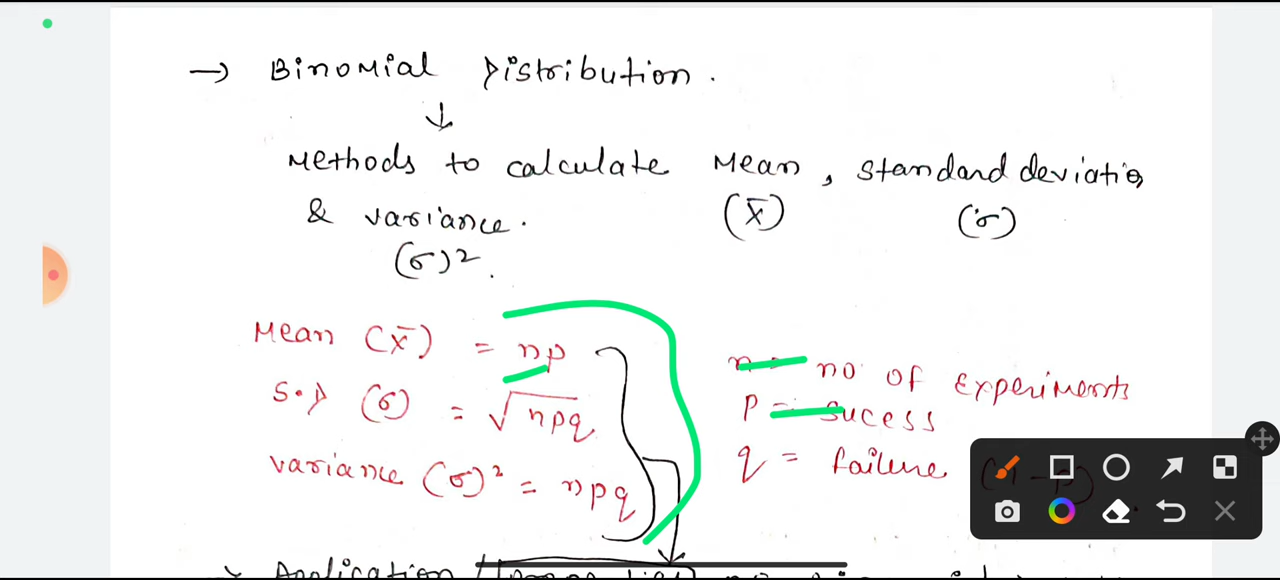 → Binomial Distribution.
↓
Methods to calculate Mean, standard deviatio
& variance. (x̄) (σ)
(σ)².
Mean (x̄) = np
n = no. of Experiments
S.D (σ) = √npq
p = sucess
q = failure
variance (σ)² = npq
Application